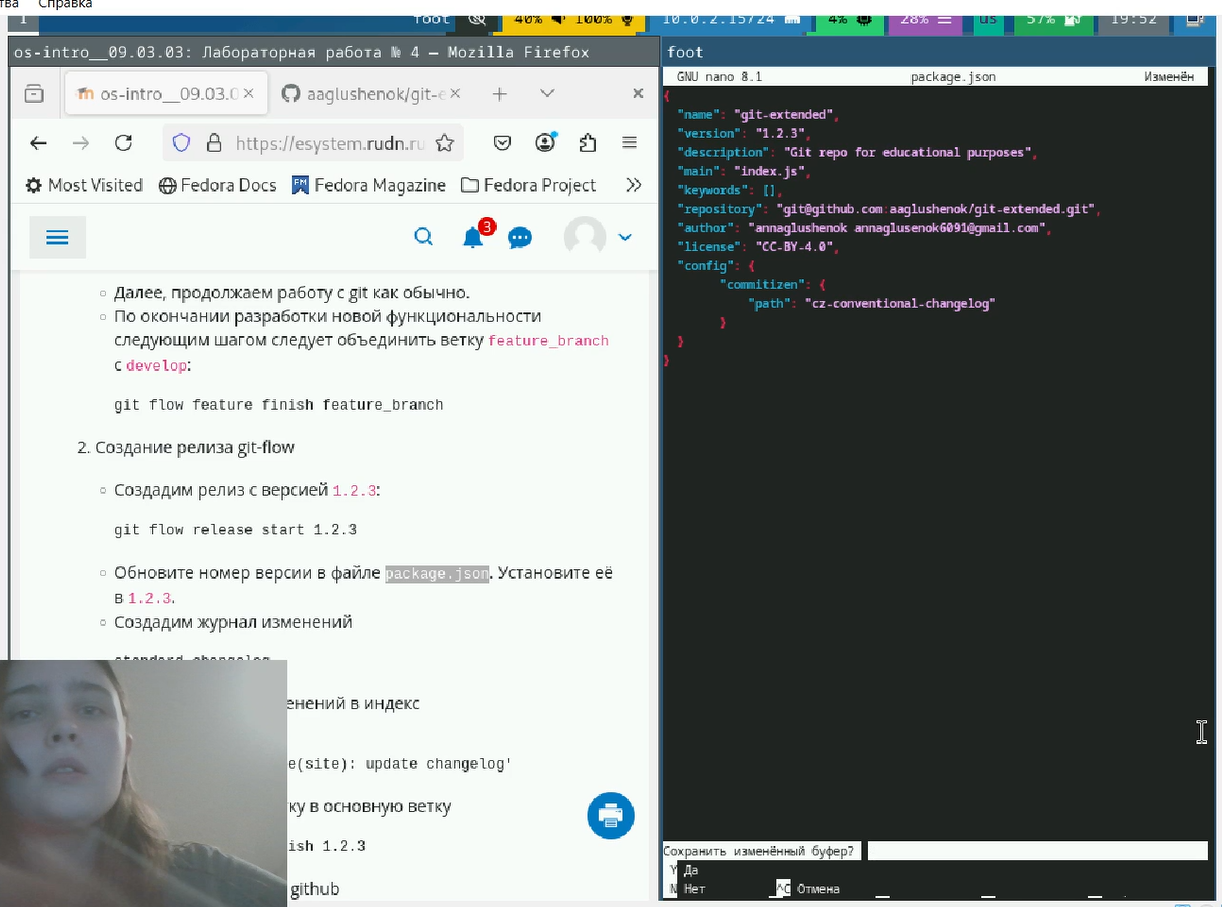 тва Справка
1
foot
40%
100%
10.0.2.15/24
4%
28%
us
57%
19:52
os-intro__09.03.03: Лабораторная работа № 4 — Mozilla Firefox
os-intro__09.03.0
aaglushenok/git-e
https://esystem.rudn.ru
Most Visited
Fedora Docs
Fedora Magazine
Fedora Project
3
Далее, продолжаем работу с git как обычно.
По окончании разработки новой функциональности
следующим шагом следует объединить ветку feature_branch
с develop:
git flow feature finish feature_branch
2. Создание релиза git-flow
Создадим релиз с версией 1.2.3:
git flow release start 1.2.3
Обновите номер версии в файле package.json. Установите её
в 1.2.3.
Создадим журнал изменений
standard-changelog
енений в индекс
e(site): update changelog'
ку в основную ветку
ish 1.2.3
github
foot
GNU nano 8.1 package.json Изменён
{
"name": "git-extended",
"version": "1.2.3",
"description": "Git repo for educational purposes",
"main": "index.js",
"keywords": [],
"repository": "git@github.com:aaglushenok/git-extended.git",
"author": "annaglushenok annaglusenok6091@gmail.com",
"license": "CC-BY-4.0",
"config": {
"commitizen": {
"path": "cz-conventional-changelog"
}
}
}
Сохранить изменённый буфер?
Y Да
N Нет ^C Отмена